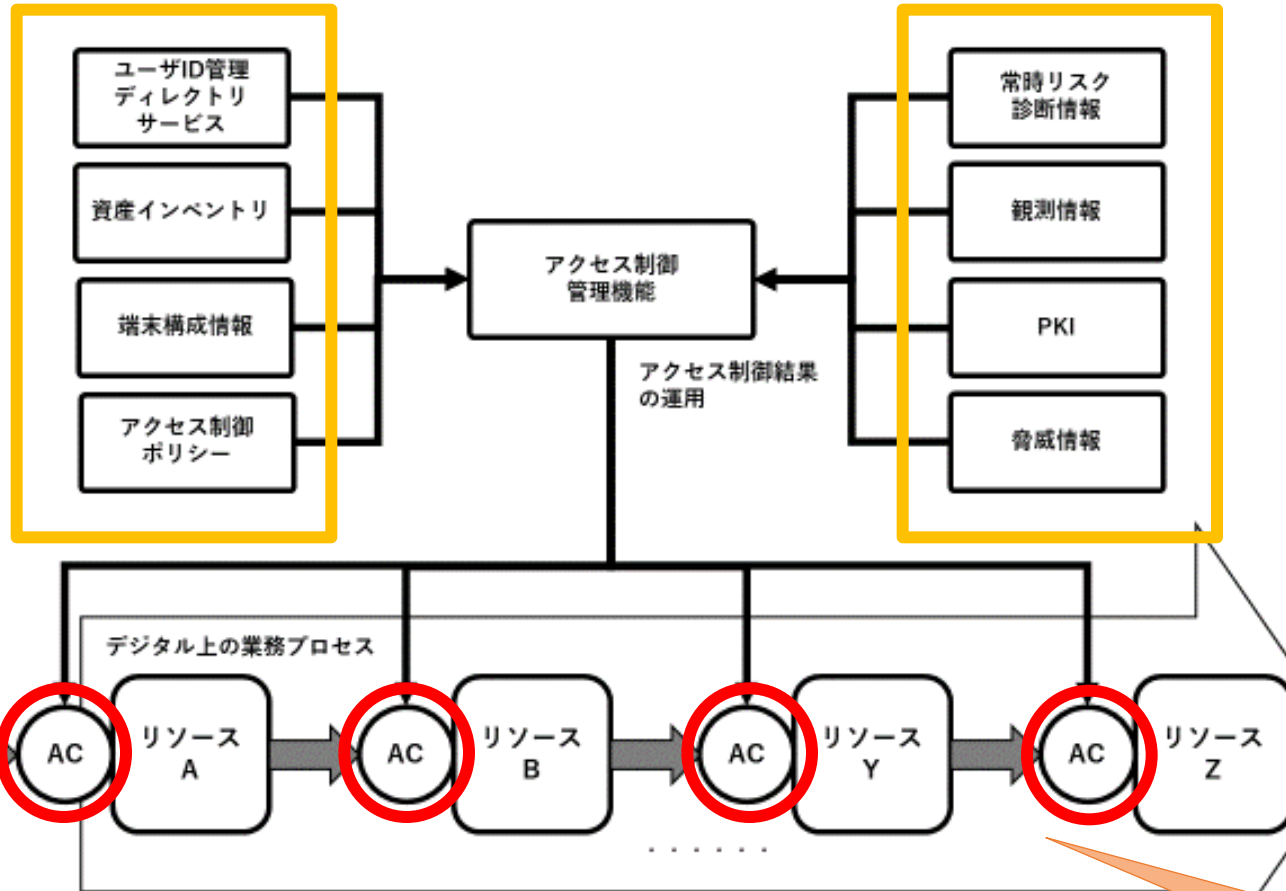 ユーザID管理
ディレクトリ
サービス
資産インベントリ
端末構成情報
アクセス制御
ポリシー
アクセス制御
管理機能
アクセス制御結果
の運用
常時リスク
診断情報
観測情報
PKI
脅威情報
デジタル上の業務プロセス
AC
リソース
A
AC
リソース
B
AC
リソース
Y
AC
リソース
Z
. . . . . .